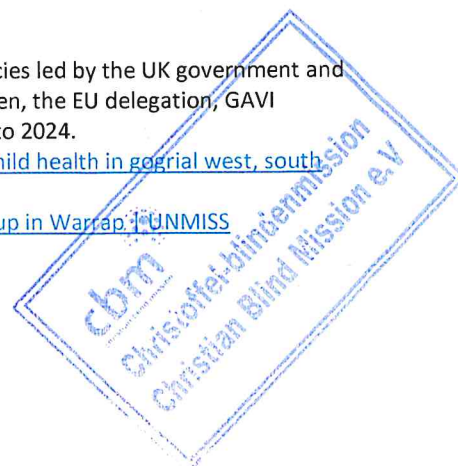 cies led by the UK government and
en, the EU delegation, GAVI
to 2024.
hild health in gogrial west, south
up in Warrap | UNMISS
cbm
Christoffel-blindenmission
Christian Blind Mission e.V